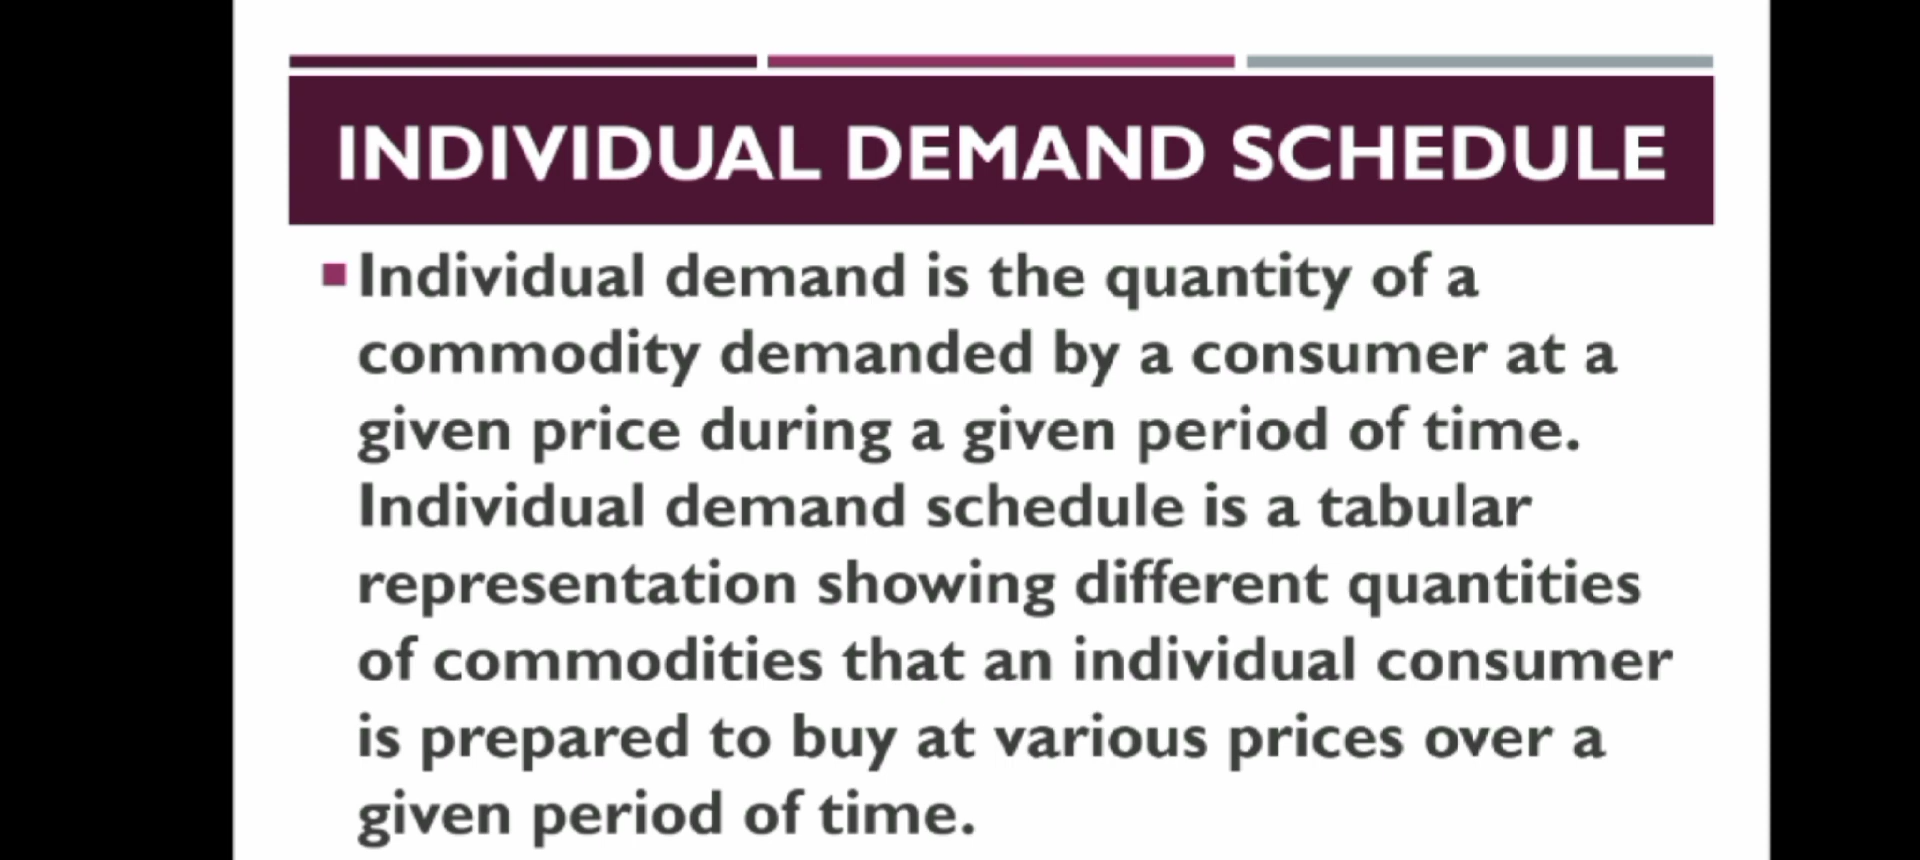 INDIVIDUAL DEMAND SCHEDULE
Individual demand is the quantity of a
commodity demanded by a consumer at a
given price during a given period of time.
Individual demand schedule is a tabular
representation showing different quantities
of commodities that an individual consumer
is prepared to buy at various prices over a
given period of time.